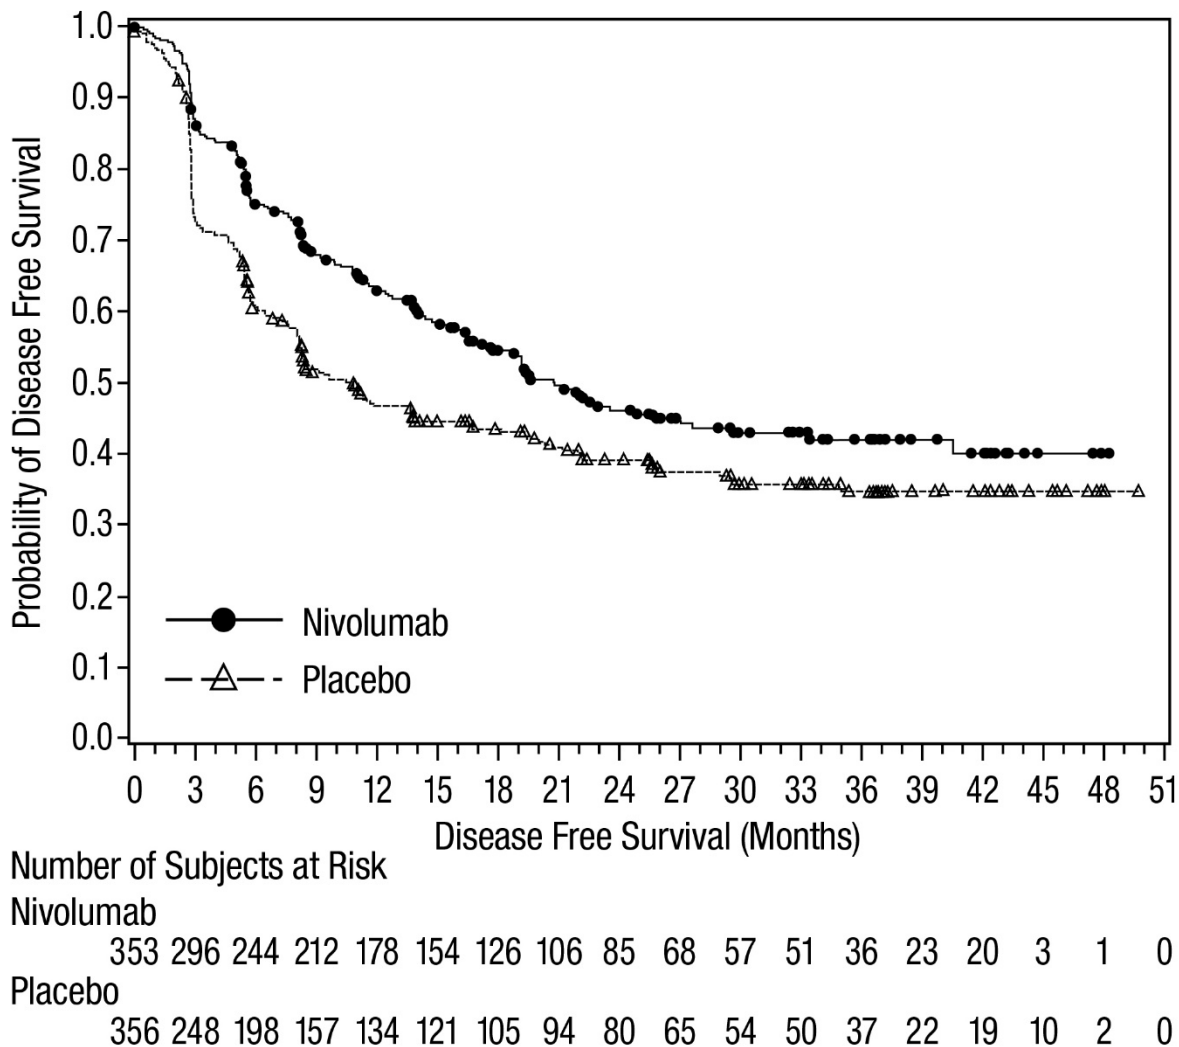 1.0
0.9
0.8
0.7
0.6
0.5
0.4
0.3
0.2
0.1
0.0
Probability of Disease Free Survival
Nivolumab
Placebo
0 3 6 9 12 15 18 21 24 27 30 33 36 39 42 45 48 51
Disease Free Survival (Months)
Number of Subjects at Risk
Nivolumab
353 296 244 212 178 154 126 106 85 68 57 51 36 23 20 3 1 0
Placebo
356 248 198 157 134 121 105 94 80 65 54 50 37 22 19 10 2 0